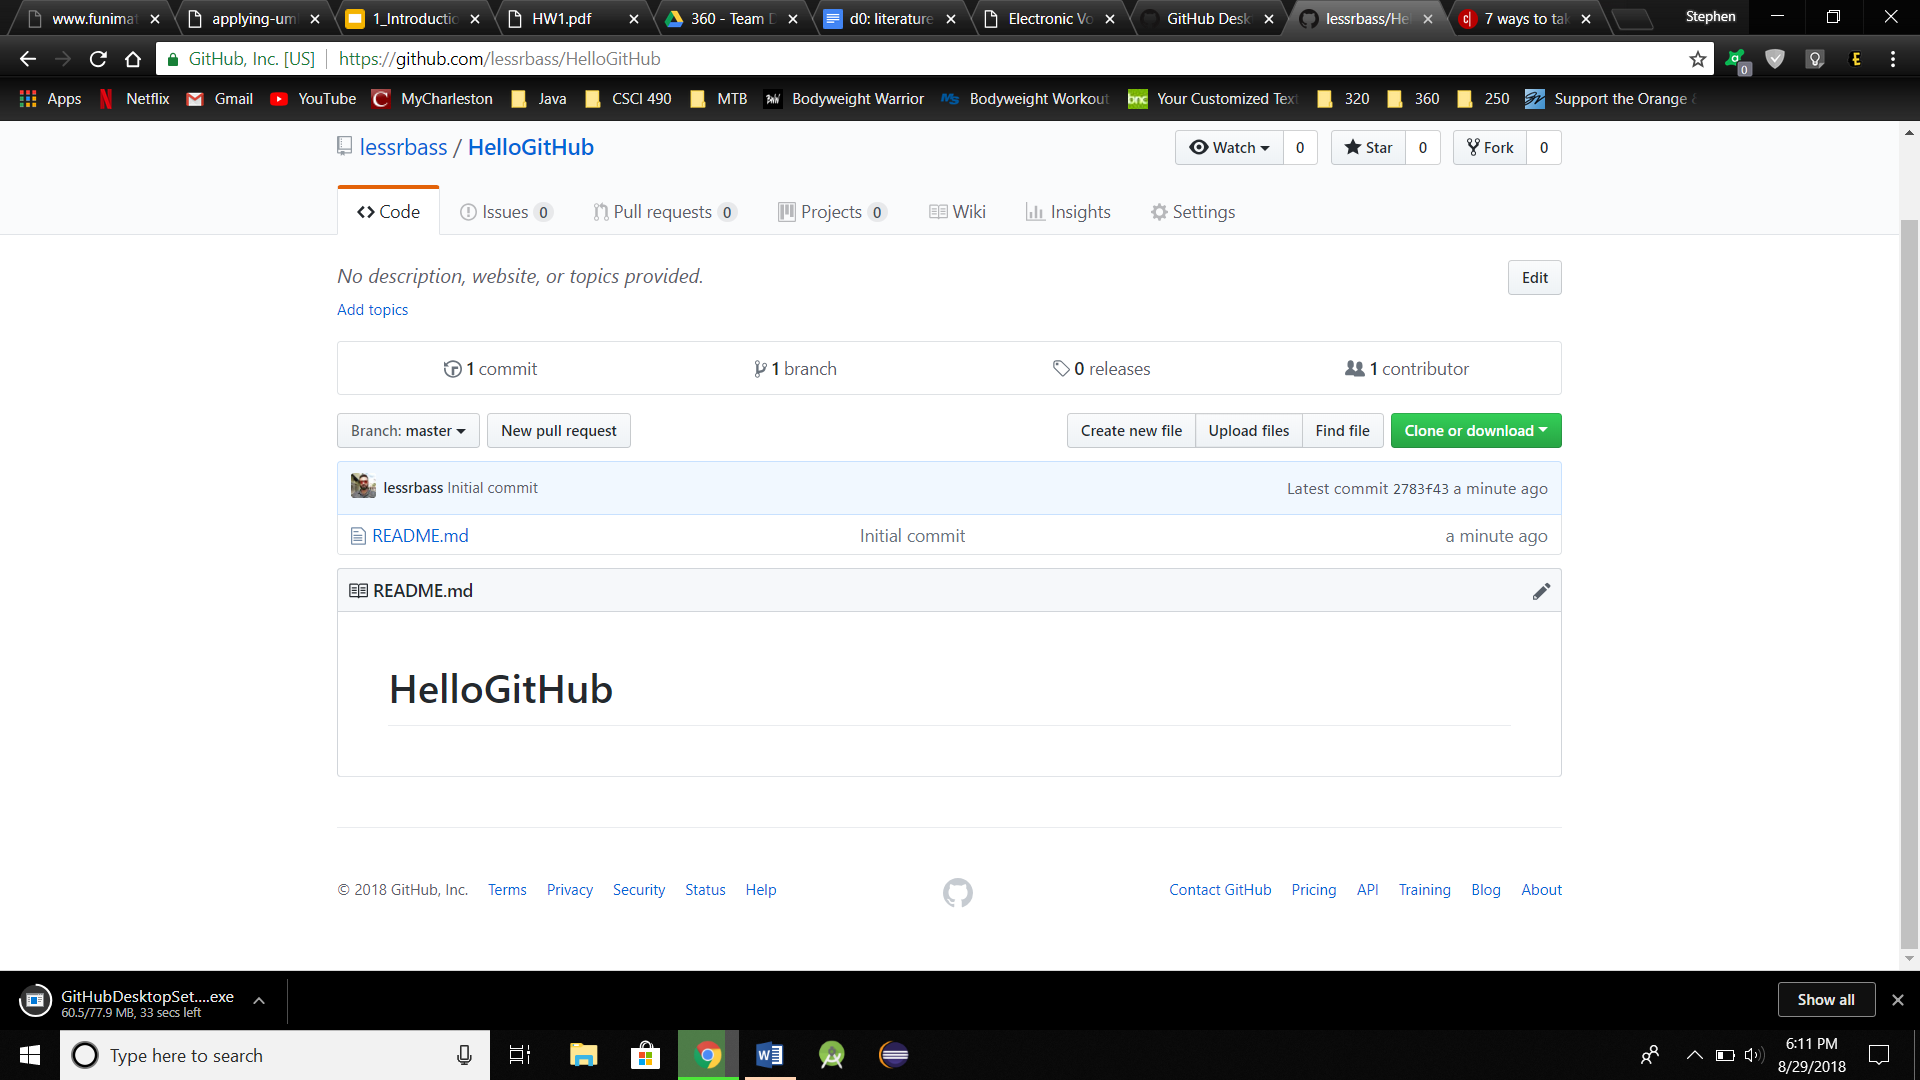 www.funimat
applying-uml
1_Introductio
HW1.pdf
360 - Team D
d0: literature
Electronic Vo
GitHub Desk
lessrbass/Hel
7 ways to tak
Stephen
GitHub, Inc. [US]
https://github.com/lessrbass/HelloGitHub
0
Apps
Netflix
Gmail
YouTube
MyCharleston
Java
CSCI 490
MTB
Bodyweight Warrior
Bodyweight Workout
Your Customized Text
320
360
250
Support the Orange &
lessrbass / HelloGitHub
Watch 0
Star 0
Fork 0
Code
Issues 0
Pull requests 0
Projects 0
Wiki
Insights
Settings
No description, website, or topics provided.
Edit
Add topics
1 commit
1 branch
0 releases
1 contributor
Branch: master
New pull request
Create new file
Upload files
Find file
Clone or download
lessrbass Initial commit
Latest commit 2783f43 a minute ago
README.md
Initial commit
a minute ago
README.md
HelloGitHub
© 2018 GitHub, Inc.
Terms
Privacy
Security
Status
Help
Contact GitHub
Pricing
API
Training
Blog
About
GitHubDesktopSet....exe
60.5/77.9 MB, 33 secs left
Show all
Type here to search
6:11 PM
8/29/2018